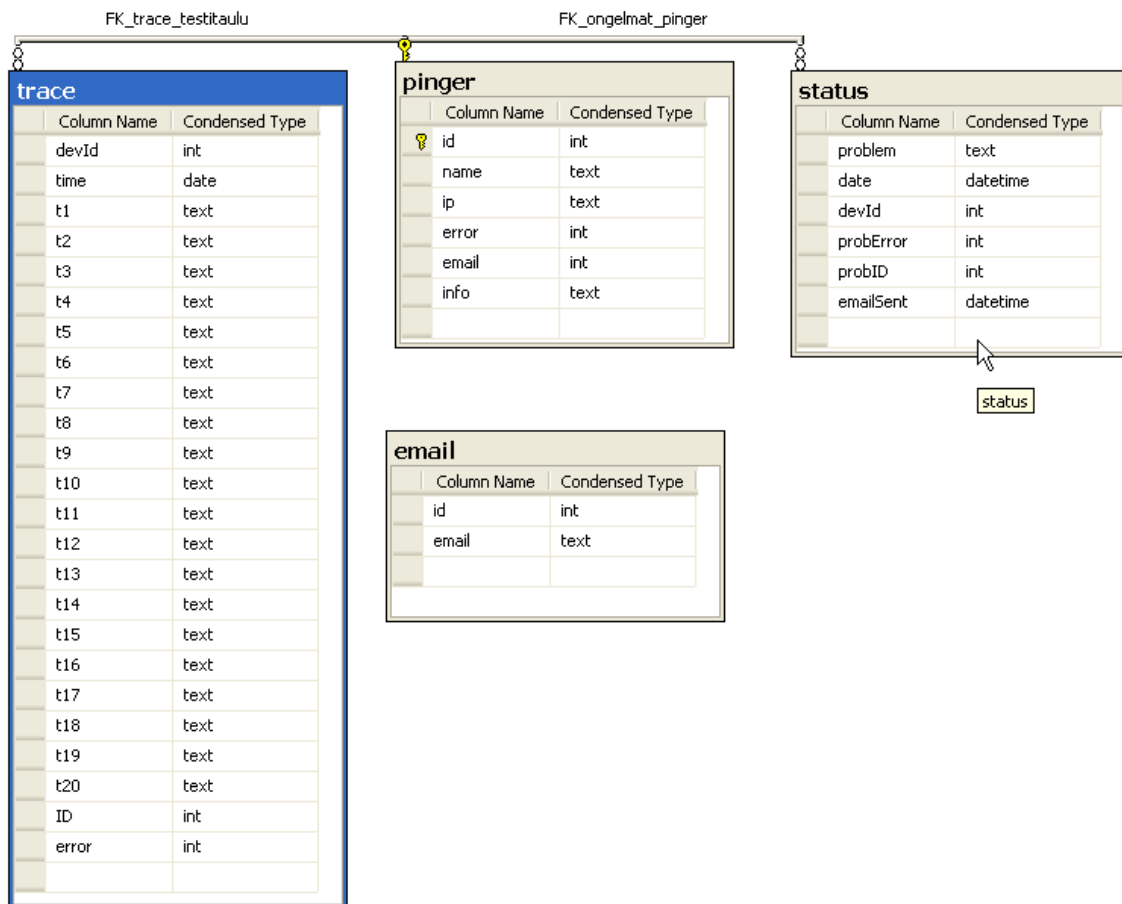 FK_trace_testitaulu
FK_ongelmat_pinger
trace
Column Name Condensed Type
devId int
time date
t1 text
t2 text
t3 text
t4 text
t5 text
t6 text
t7 text
t8 text
t9 text
t10 text
t11 text
t12 text
t13 text
t14 text
t15 text
t16 text
t17 text
t18 text
t19 text
t20 text
ID int
error int
pinger
Column Name Condensed Type
id int
name text
ip text
error int
email int
info text
status
Column Name Condensed Type
problem text
date datetime
devId int
probError int
probID int
emailSent datetime
status
email
Column Name Condensed Type
id int
email text